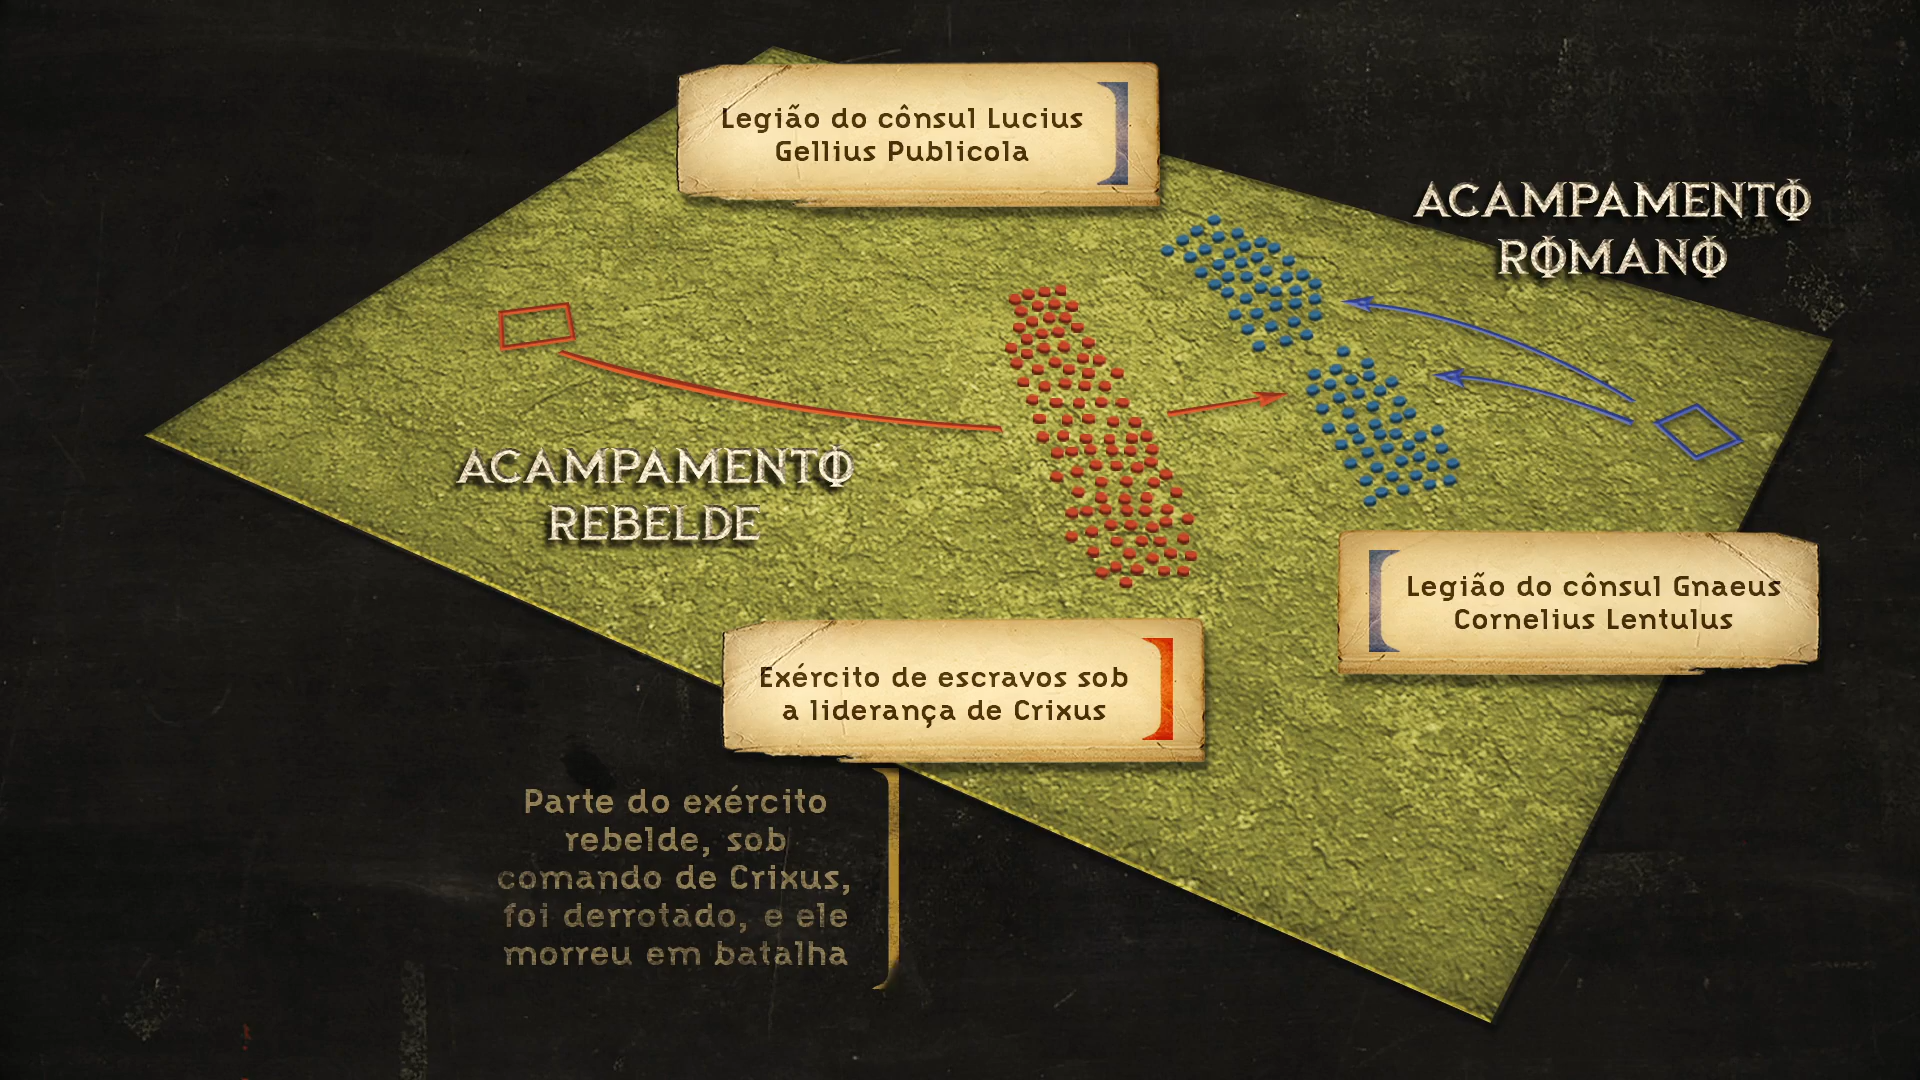 Legião do cônsul Lucius
Gellius Publicola
ACAMPAMENTO
ROMANO
ACAMPAMENTO
REBELDE
Legião do cônsul Gnaeus
Cornelius Lentulus
Exército de escravos sob
a liderança de Crixus
Parte do exército
rebelde, sob
comando de Crixus,
foi derrotado, e ele
morreu em batalha